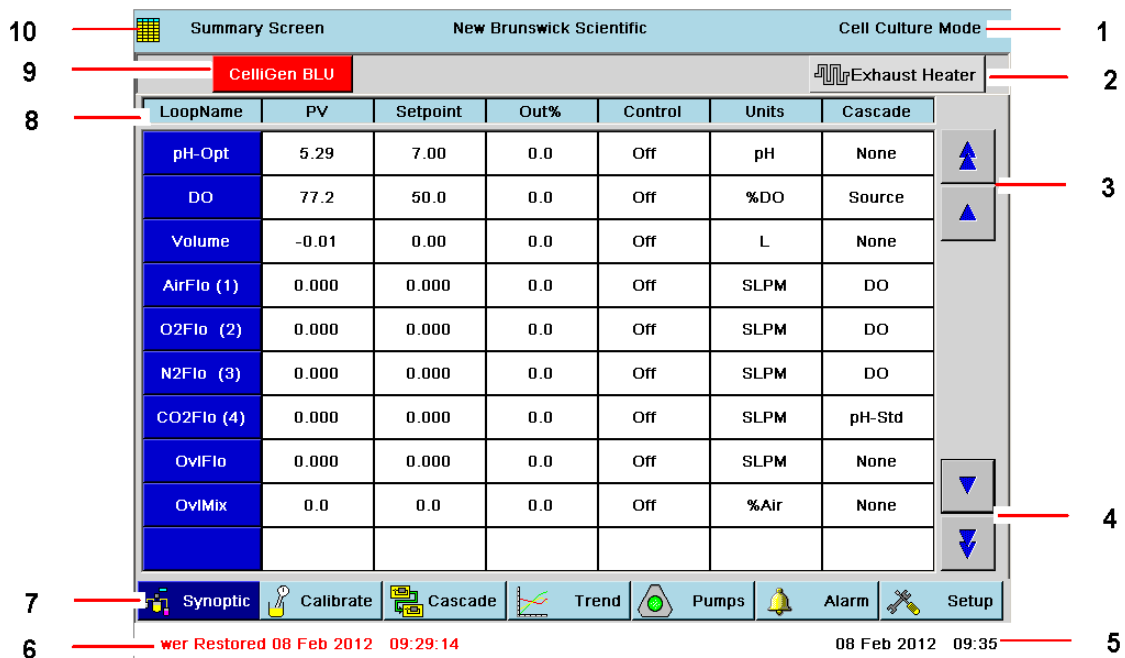 10 Summary Screen New Brunswick Scientific Cell Culture Mode 1
9 CelliGen BLU Exhaust Heater 2
8 LoopName PV Setpoint Out% Control Units Cascade
pH-Opt 5.29 7.00 0.0 Off pH None
3
DO 77.2 50.0 0.0 Off %DO Source
Volume -0.01 0.00 0.0 Off L None
AirFlo (1) 0.000 0.000 0.0 Off SLPM DO
O2Flo (2) 0.000 0.000 0.0 Off SLPM DO
N2Flo (3) 0.000 0.000 0.0 Off SLPM DO
CO2Flo (4) 0.000 0.000 0.0 Off SLPM pH-Std
OvlFlo 0.000 0.000 0.0 Off SLPM None
OvlMix 0.0 0.0 0.0 Off %Air None
4
7 Synoptic Calibrate Cascade Trend Pumps Alarm Setup
6 wer Restored 08 Feb 2012 09:29:14 08 Feb 2012 09:35 5